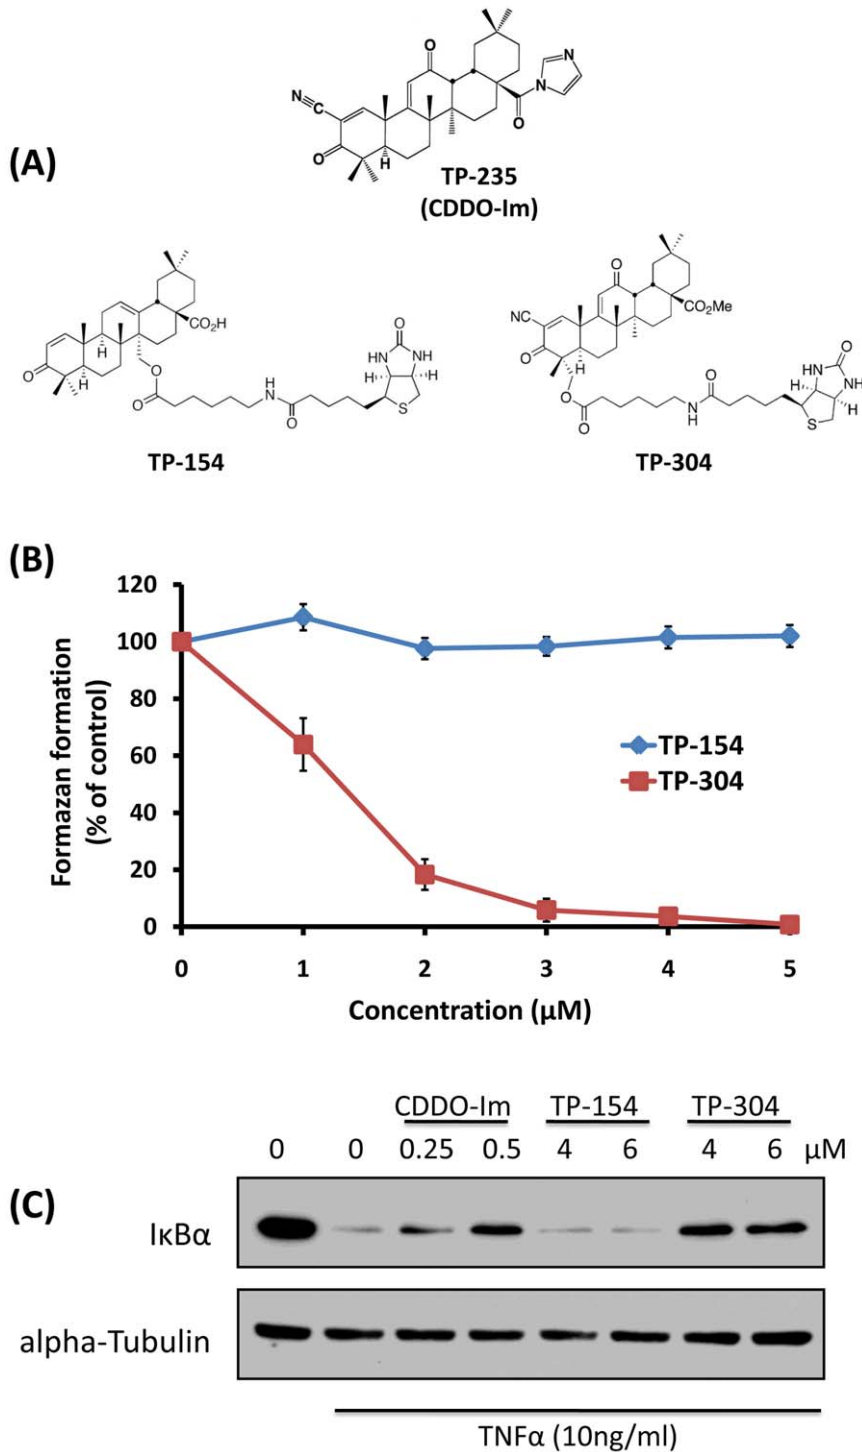 (A)
N≡C
O
O
H
N
N
O
TP-235
(CDDO-Im)
O
H
H
CO₂H
O
O
N
H
O
HN
O
NH
H
H
S
TP-154
NC
O
O
H
CO₂Me
O
O
N
H
O
HN
O
NH
H
H
S
TP-304
(B)
Formazan formation
(% of control)
120
100
80
60
40
20
0
TP-154
TP-304
0 1 2 3 4 5
Concentration (μM)
(C)
CDDO-Im TP-154 TP-304
0 0 0.25 0.5 4 6 4 6 μM
IκBα
alpha-Tubulin
TNFα (10ng/ml)